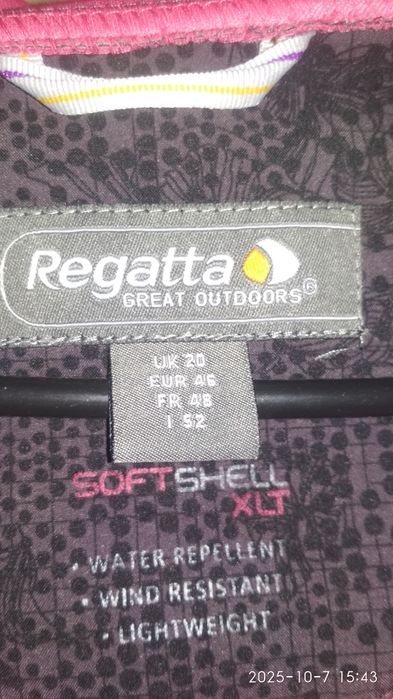 Regatta
GREAT OUTDOORS®
UK 20
EUR 46
FR 48
I 52
SOFTSHELL
XLT
• WATER REPELLENT
• WIND RESISTANT
• LIGHTWEIGHT
2025-10-7 15:43